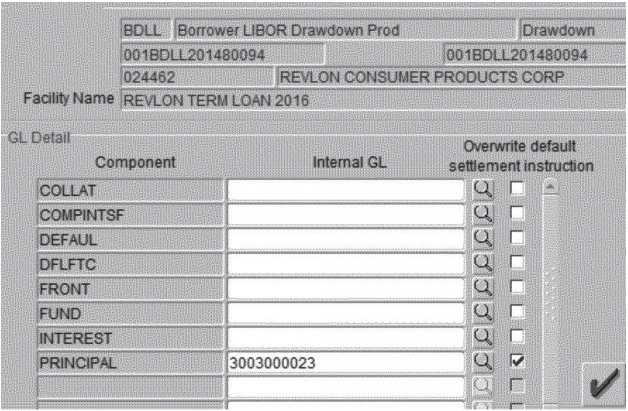 BDLL Borrower LIBOR Drawdown Prod Drawdown
001BDLL201480094 001BDLL201480094
024462 REVLON CONSUMER PRODUCTS CORP
Facility Name REVLON TERM LOAN 2016
GL Detail
Component Internal GL Overwrite default settlement instruction
COLLAT
COMPINTSF
DEFAUL
DFLFTC
FRONT
FUND
INTEREST
PRINCIPAL 3003000023